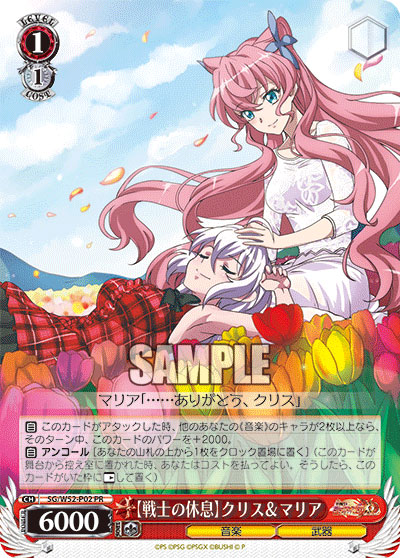 LEVEL
1
1
COST
SAMPLE
マリア「……ありがとう、クリス」
このカードがアタックした時、他のあなたの《音楽》のキャラが2枚以上なら、
そのターン中、このカードのパワーを+2000。
アンコール [あなたの山札の上から1枚をクロック置場に置く] (このカードが
舞台から控え室に置かれた時、あなたはコストを払ってよい。そうしたら、この
カードがいた枠に置く)
CH
SG/W52-P02 PR
6000
【戦士の休息】クリス&マリア
音楽
武器
©PS ©PSG ©PSGX ©BUSHI ©P